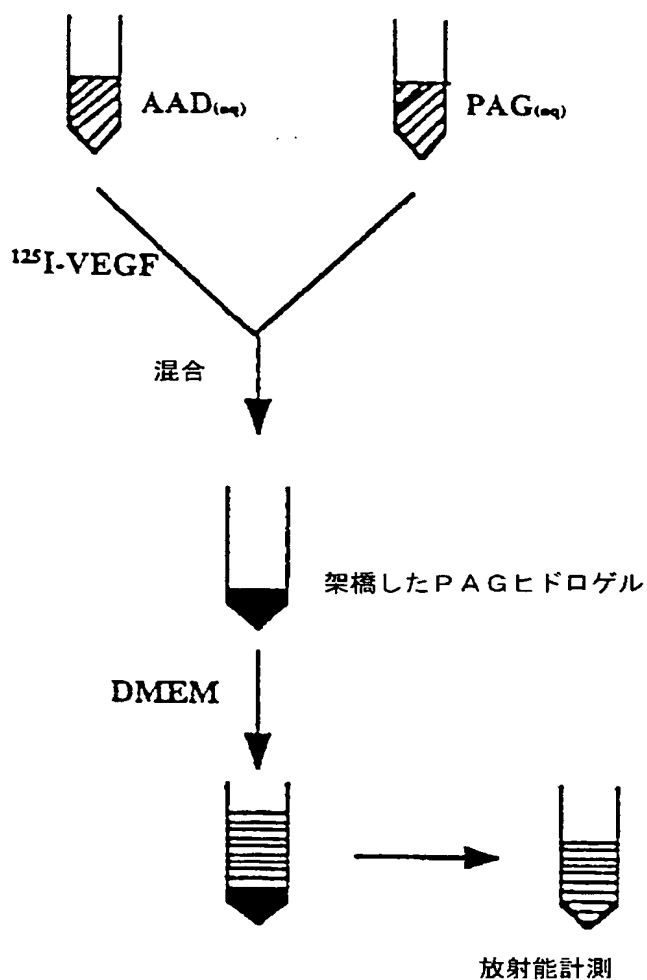 AAD(aq)
PAG(aq)
¹²⁵I-VEGF
混合
架橋したPAGヒドロゲル
DMEM
放射能計測